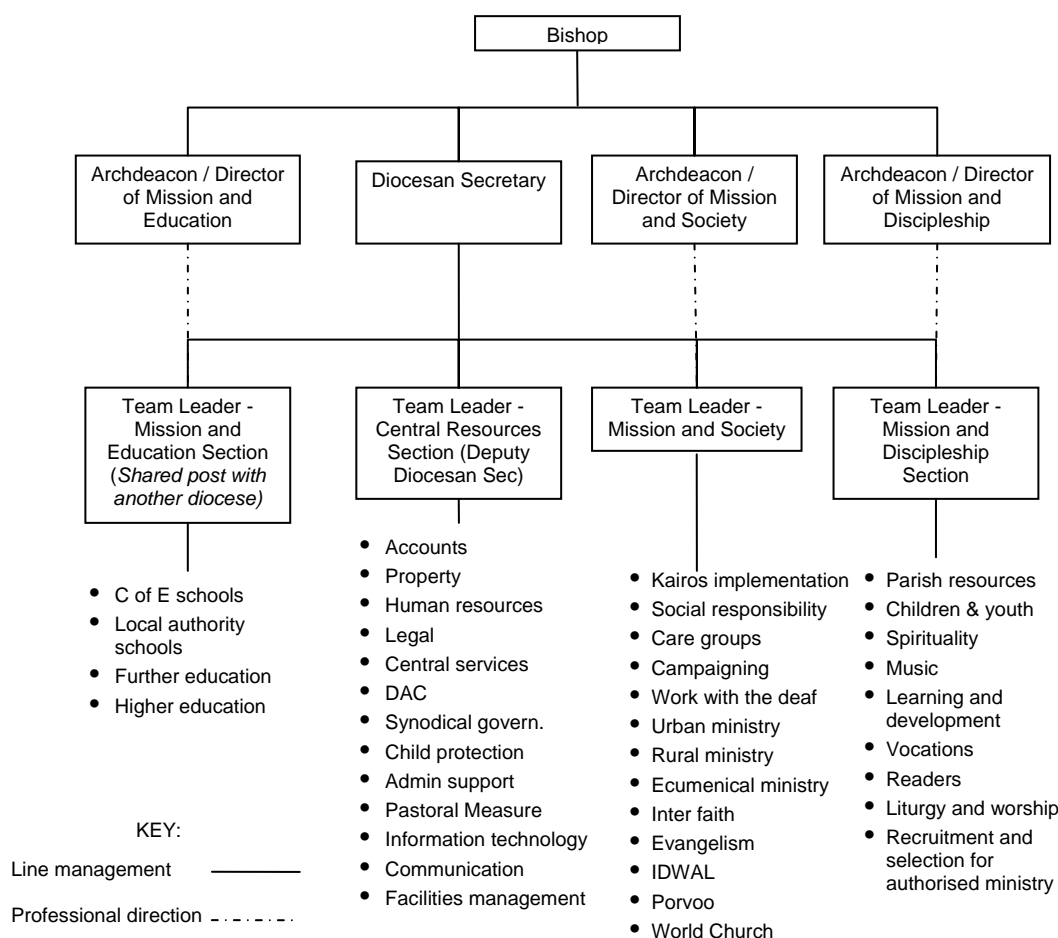 Bishop
Archdeacon / Director
of Mission and
Education
Diocesan Secretary
Archdeacon /
Director of Mission
and Society
Archdeacon / Director
of Mission and
Discipleship
Team Leader -
Mission and
Education Section
(Shared post with
another diocese)
Team Leader -
Central Resources
Section (Deputy
Diocesan Sec)
Team Leader -
Mission and Society
Team Leader -
Mission and
Discipleship
Section
• C of E schools
• Local authority
schools
• Further education
• Higher education
• Accounts
• Property
• Human resources
• Legal
• Central services
• DAC
• Synodical govern.
• Child protection
• Admin support
• Pastoral Measure
• Information technology
• Communication
• Facilities management
• Kairos implementation
• Social responsibility
• Care groups
• Campaigning
• Work with the deaf
• Urban ministry
• Rural ministry
• Ecumenical ministry
• Inter faith
• Evangelism
• IDWAL
• Porvoo
• World Church
• Parish resources
• Children & youth
• Spirituality
• Music
• Learning and
development
• Vocations
• Readers
• Liturgy and worship
• Recruitment and
selection for
authorised ministry
KEY:
Line management
Professional direction